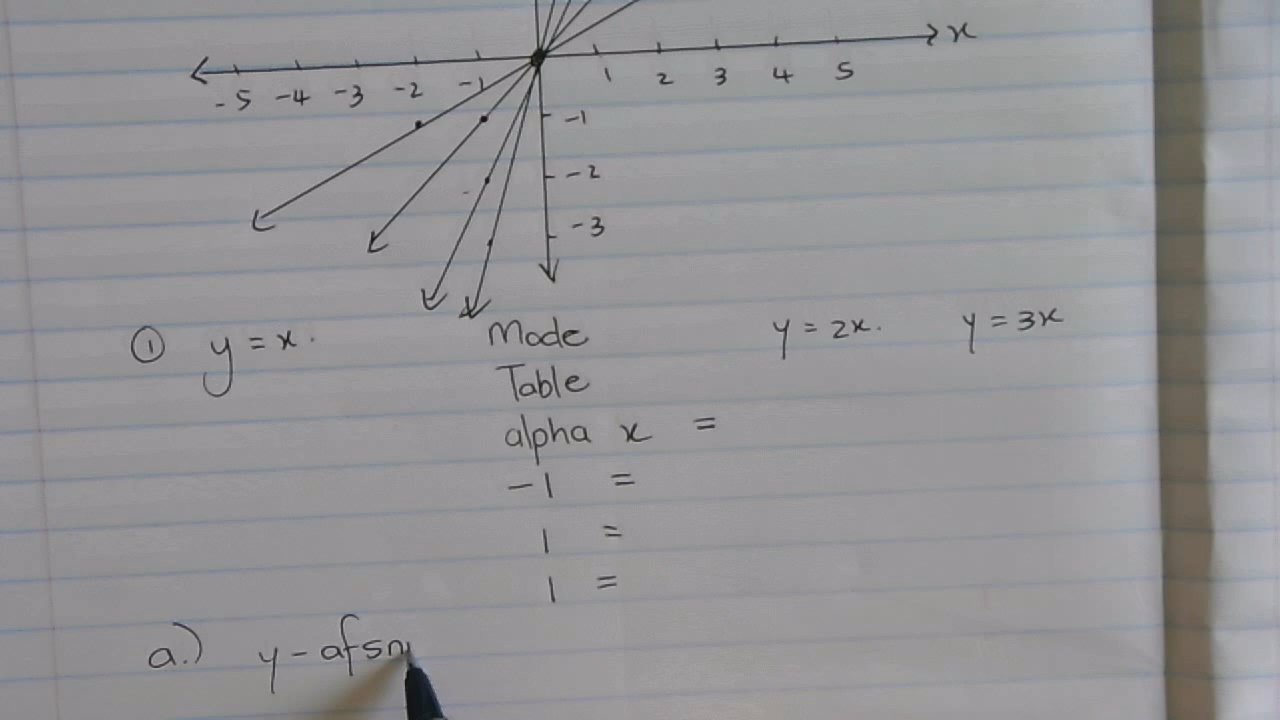 x
-5 -4 -3 -2 -1 1 2 3 4 5
-1
-2
-3
① y = x. Mode y = 2x. y = 3x
Table
alpha x =
-1 =
1 =
1 =
a.) y-afsn